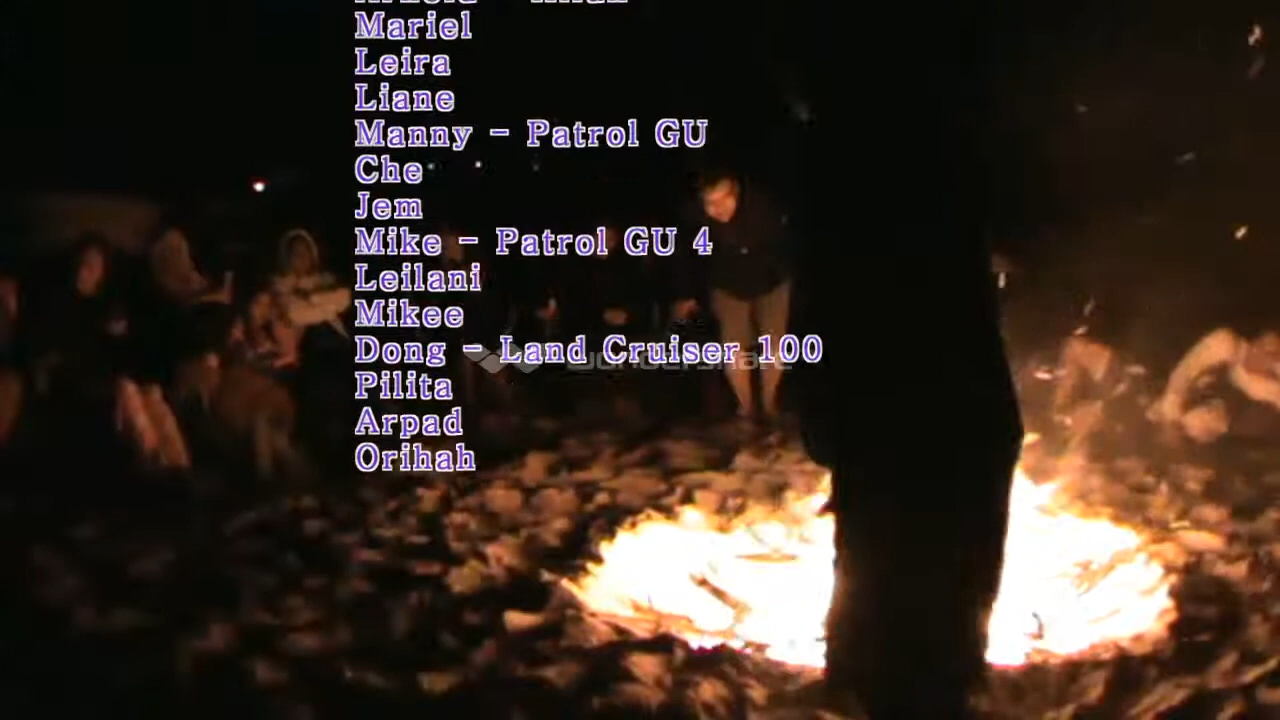 Mariel
Leira
Liane
Manny - Patrol GU
Che
Jem
Mike - Patrol GU 4
Leilani
Mikee
Dong - Land Cruiser 100
wondershare
Pilita
Arpad
Orihah